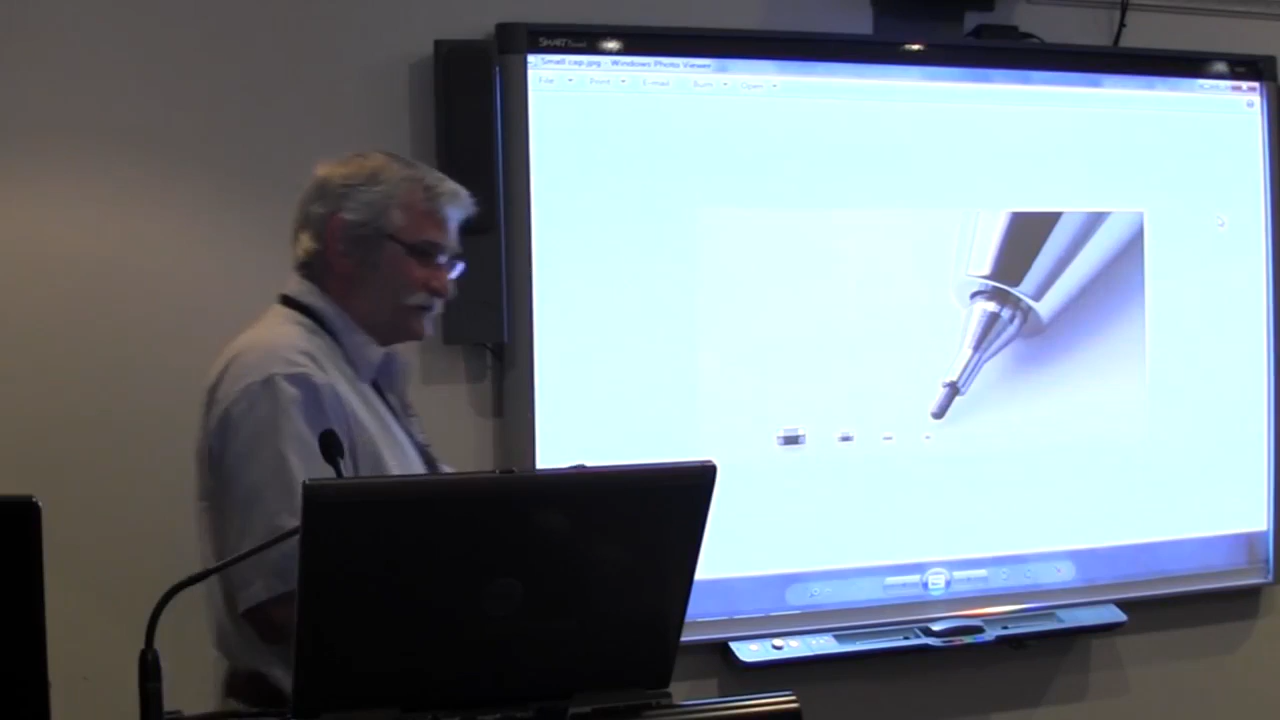 SMART Board
Small cap.jpg - Windows Photo Viewer
File Print E-mail Burn Open